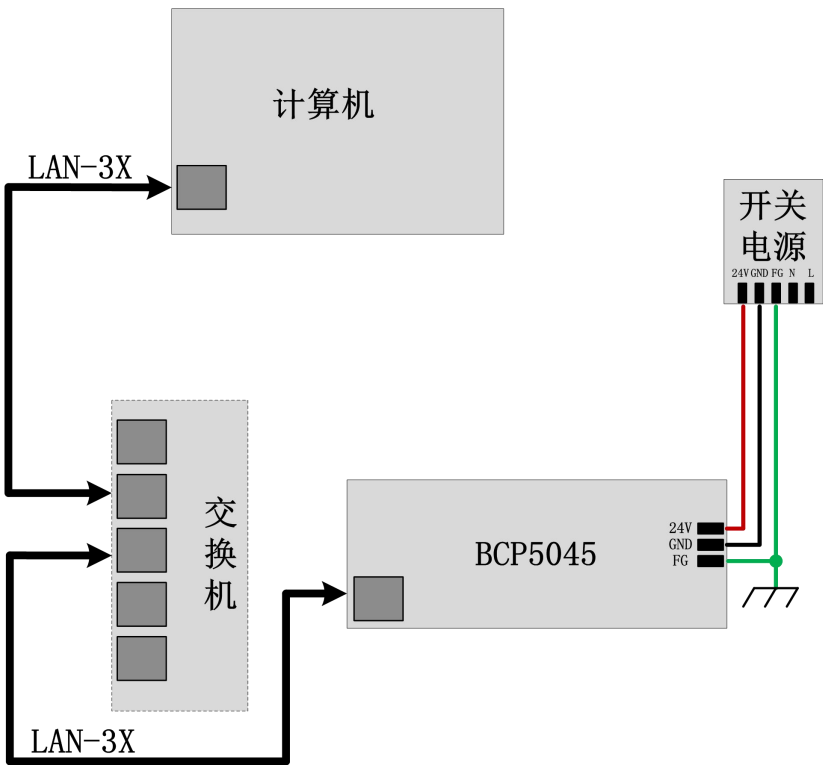 计算机
LAN-3X
开关
电源
24V GND FG N L
交
换
机
BCP5045
24V
GND
FG
LAN-3X